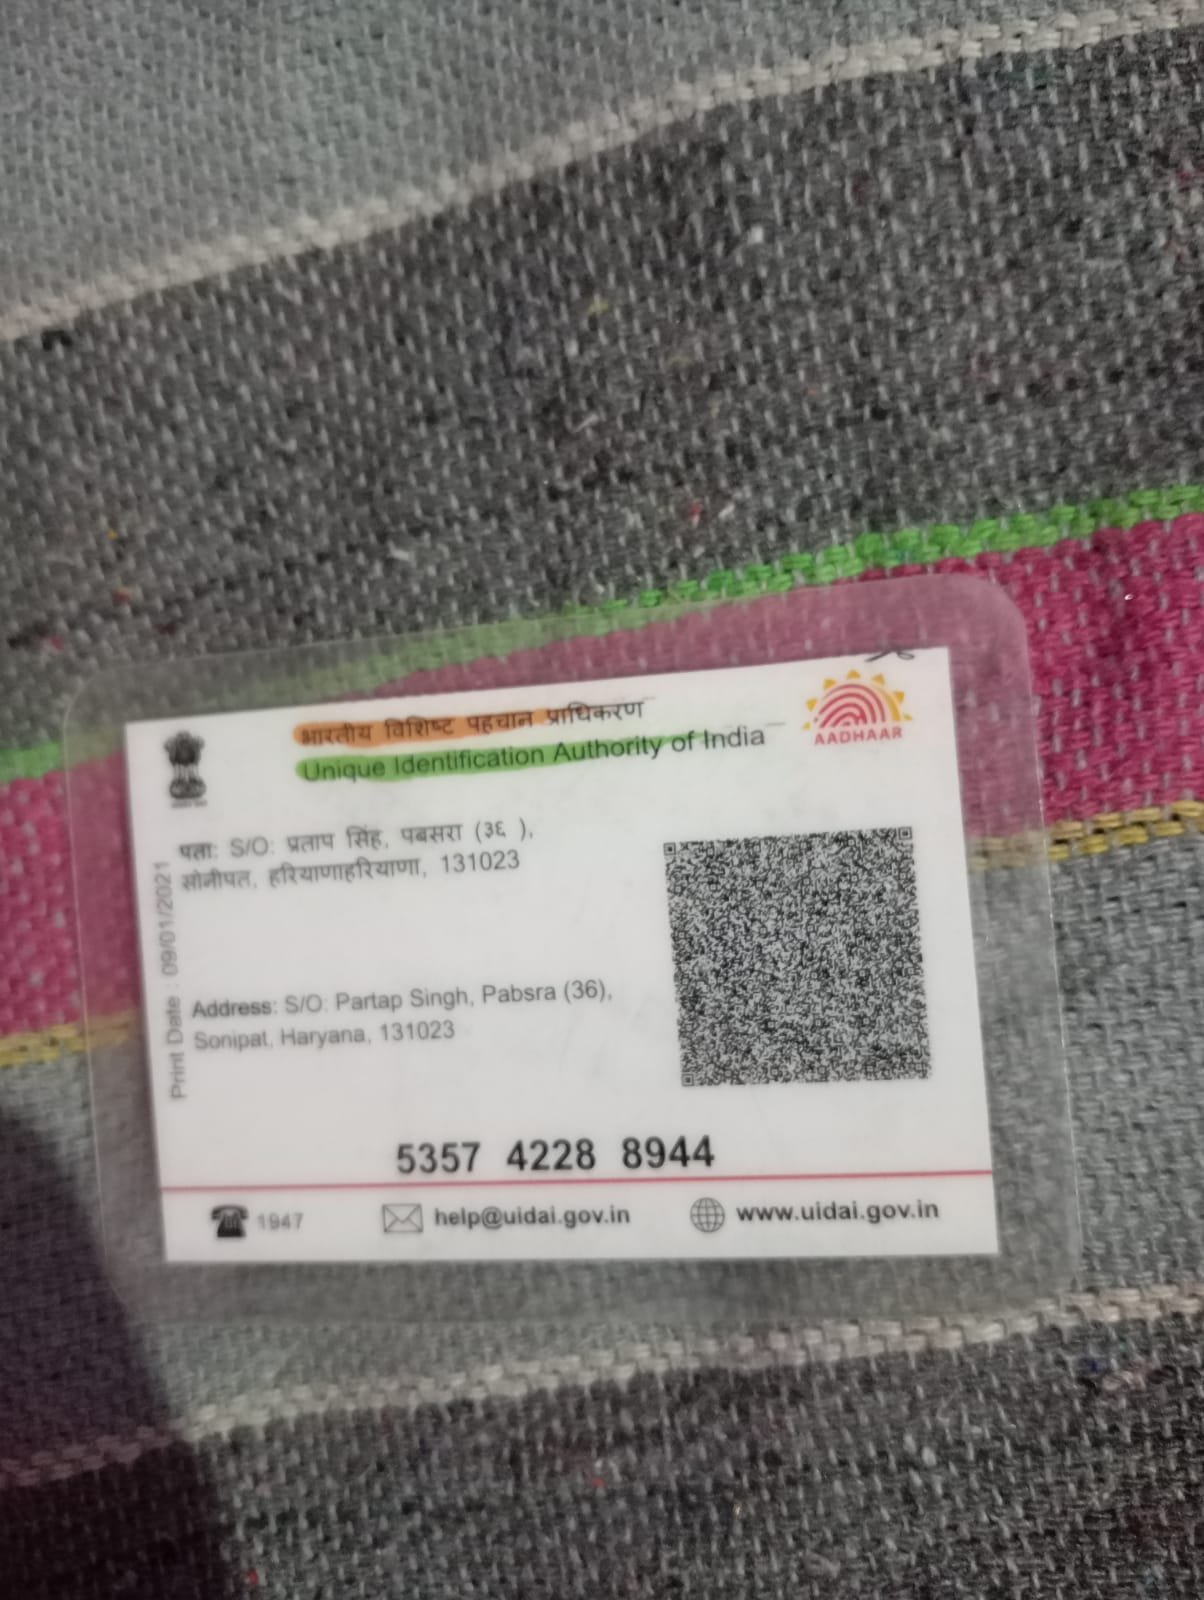 भारतीय विशिष्ट पहचान प्राधिकरण
Unique Identification Authority of India
AADHAAR
पता: S/O: प्रताप सिंह, पबसरा (३६ ),
सोनीपत, हरियाणाहरियाणा, 131023
Print Date : 09/01/2021
Address: S/O: Partap Singh, Pabsra (36),
Sonipat, Haryana, 131023
5357 4228 8944
1947
help@uidai.gov.in
www.uidai.gov.in